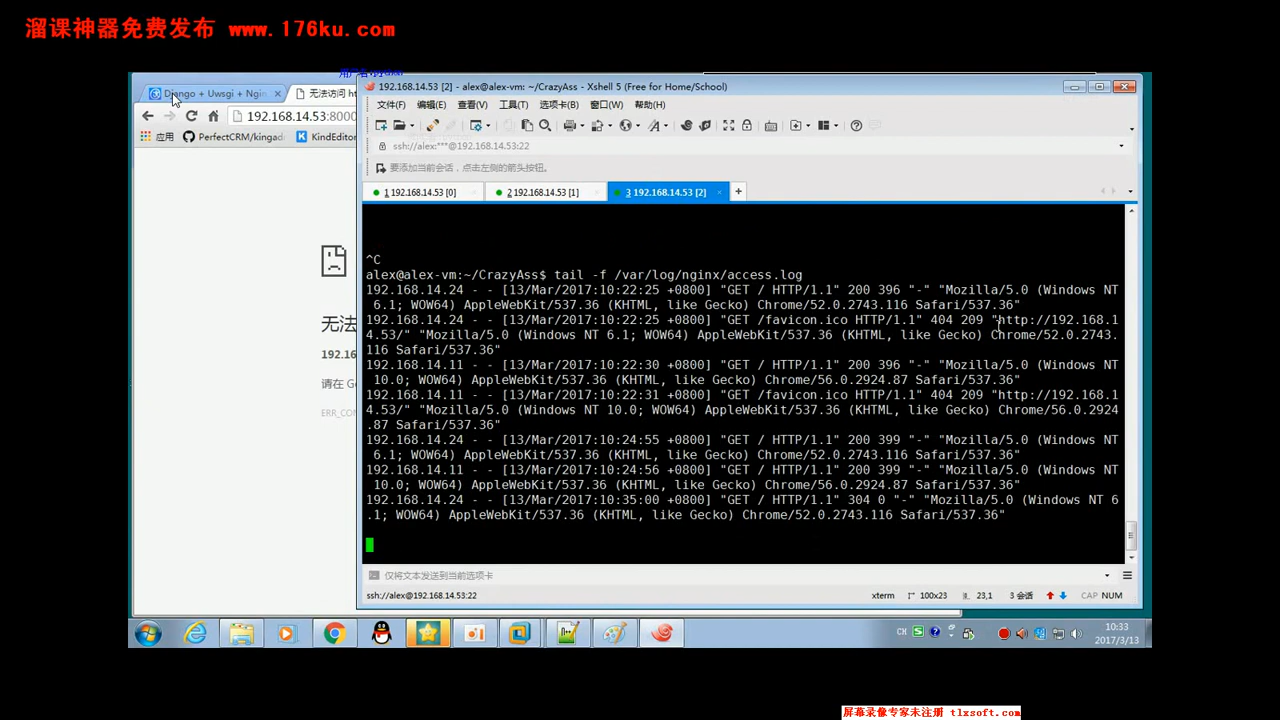 溜课神器免费发布 www.176ku.com
Django + Uwsgi + Ngin
无法访问 ht
192.168.14.53 [2] - alex@alex-vm: ~/CrazyAss - Xshell 5 (Free for Home/School)
文件(F) 编辑(E) 查看(V) 工具(T) 选项卡(B) 窗口(W) 帮助(H)
192.168.14.53:8000
应用 PerfectCRM/kingad KindEditor
ssh://alex:***@192.168.14.53:22
要添加当前会话，点击左侧的箭头按钮。
1 192.168.14.53 [0] 2 192.168.14.53 [1] 3 192.168.14.53 [2]
^C
alex@alex-vm:~/CrazyAss$ tail -f /var/log/nginx/access.log
192.168.14.24 - - [13/Mar/2017:10:22:25 +0800] "GET / HTTP/1.1" 200 396 "-" "Mozilla/5.0 (Windows NT
6.1; WOW64) AppleWebKit/537.36 (KHTML, like Gecko) Chrome/52.0.2743.116 Safari/537.36"
192.168.14.24 - - [13/Mar/2017:10:22:25 +0800] "GET /favicon.ico HTTP/1.1" 404 209 "http://192.168.1
4.53/" "Mozilla/5.0 (Windows NT 6.1; WOW64) AppleWebKit/537.36 (KHTML, like Gecko) Chrome/52.0.2743.
116 Safari/537.36"
192.168.14.11 - - [13/Mar/2017:10:22:30 +0800] "GET / HTTP/1.1" 200 396 "-" "Mozilla/5.0 (Windows NT
10.0; WOW64) AppleWebKit/537.36 (KHTML, like Gecko) Chrome/56.0.2924.87 Safari/537.36"
192.168.14.11 - - [13/Mar/2017:10:22:31 +0800] "GET /favicon.ico HTTP/1.1" 404 209 "http://192.168.1
4.53/" "Mozilla/5.0 (Windows NT 10.0; WOW64) AppleWebKit/537.36 (KHTML, like Gecko) Chrome/56.0.2924
.87 Safari/537.36"
192.168.14.24 - - [13/Mar/2017:10:24:55 +0800] "GET / HTTP/1.1" 200 399 "-" "Mozilla/5.0 (Windows NT
6.1; WOW64) AppleWebKit/537.36 (KHTML, like Gecko) Chrome/52.0.2743.116 Safari/537.36"
192.168.14.11 - - [13/Mar/2017:10:24:56 +0800] "GET / HTTP/1.1" 200 399 "-" "Mozilla/5.0 (Windows NT
10.0; WOW64) AppleWebKit/537.36 (KHTML, like Gecko) Chrome/56.0.2924.87 Safari/537.36"
192.168.14.24 - - [13/Mar/2017:10:35:00 +0800] "GET / HTTP/1.1" 304 0 "-" "Mozilla/5.0 (Windows NT 6
.1; WOW64) AppleWebKit/537.36 (KHTML, like Gecko) Chrome/52.0.2743.116 Safari/537.36"
无法
192.16
请在 Go
ERR_CON
仅将文本发送到当前选项卡
ssh://alex@192.168.14.53:22 xterm 100x23 23,1 3 会话 CAP NUM
CH 10:33
2017/3/13
屏幕录像专家未注册 tlxsoft.com